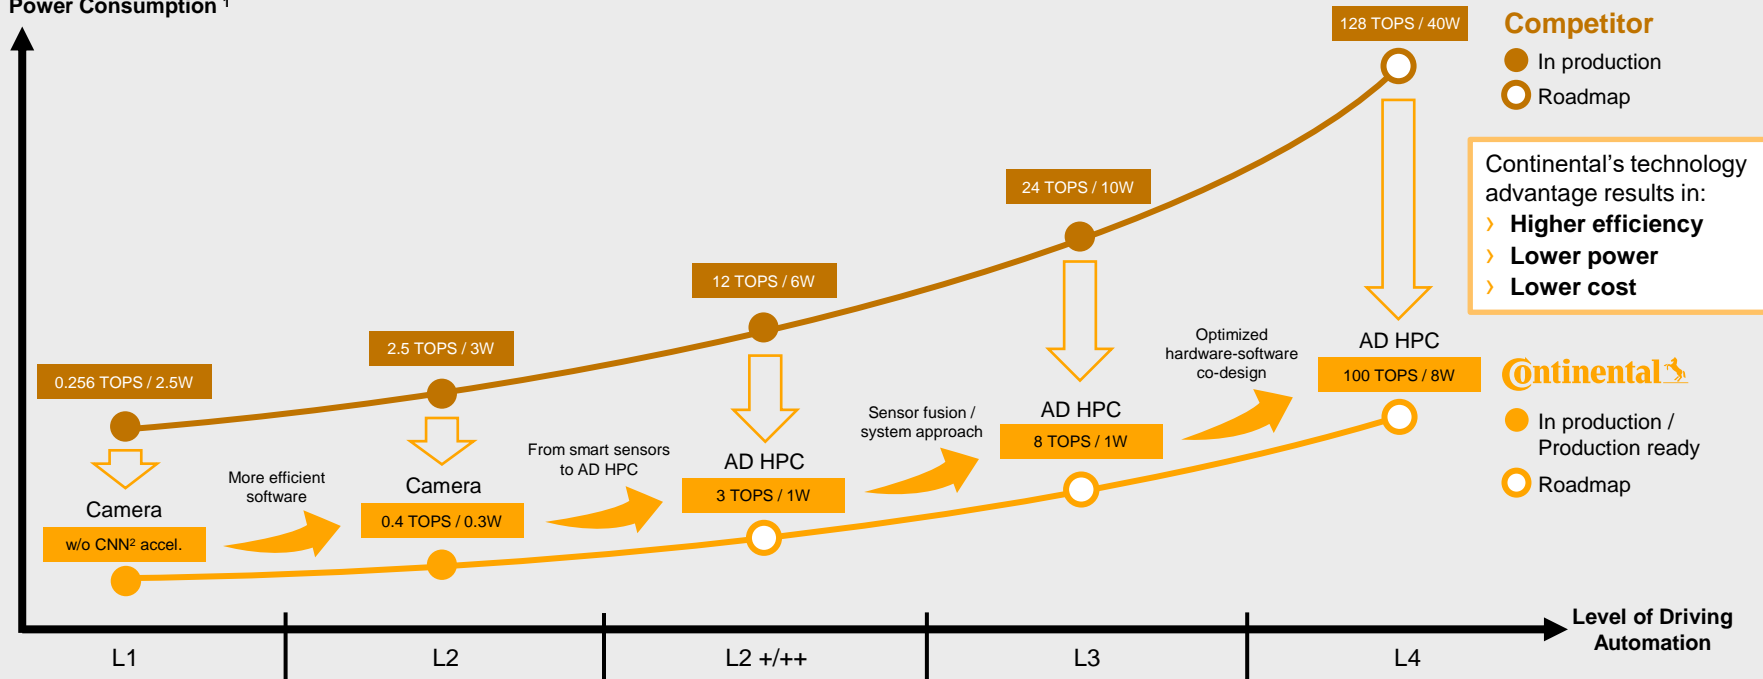 Power Consumption ¹
128 TOPS / 40W
Competitor
In production
Roadmap
Continental's technology
advantage results in:
› Higher efficiency
› Lower power
› Lower cost
24 TOPS / 10W
12 TOPS / 6W
2.5 TOPS / 3W
0.256 TOPS / 2.5W
Optimized
hardware-software
co-design
AD HPC
100 TOPS / 8W
Continental
In production /
Production ready
Roadmap
Sensor fusion /
system approach
AD HPC
8 TOPS / 1W
From smart sensors
to AD HPC
AD HPC
3 TOPS / 1W
More efficient
software
Camera
0.4 TOPS / 0.3W
Camera
w/o CNN² accel.
Level of Driving
Automation
L1
L2
L2 +/++
L3
L4